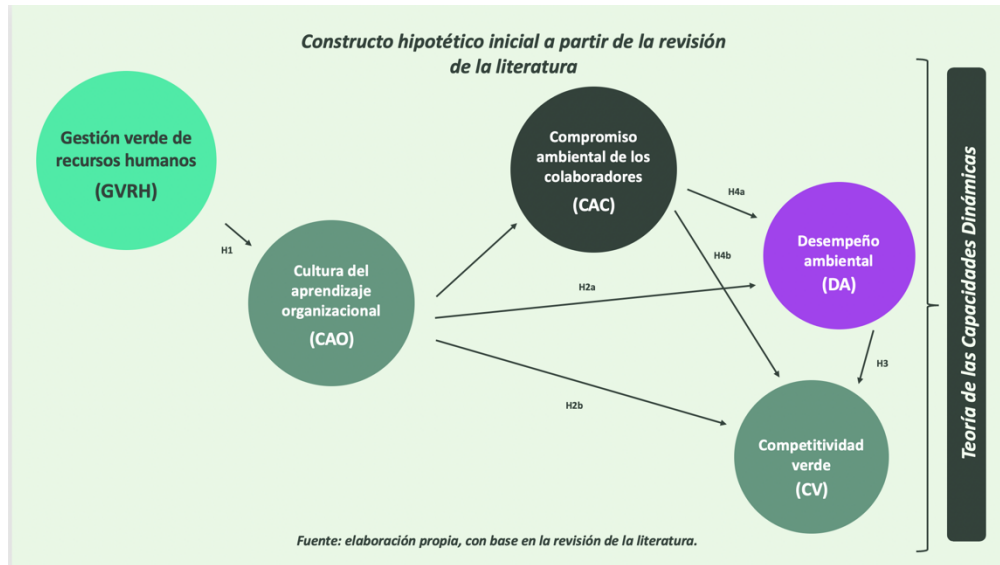 Constructo hipotético inicial a partir de la revisión
de la literatura
Gestión verde de
recursos humanos
(GVRH)
H1
Cultura del
aprendizaje
organizacional
(CAO)
Compromiso
ambiental de los
colaboradores
(CAC)
H4a
H4b
H2a
H2b
Desempeño
ambiental
(DA)
H3
Competitividad
verde
(CV)
Teoría de las Capacidades Dinámicas
Fuente: elaboración propia, con base en la revisión de la literatura.